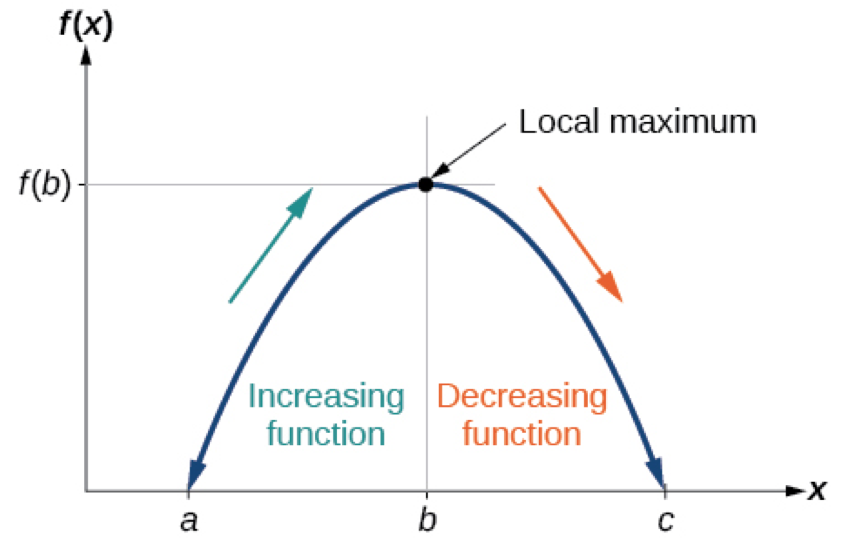 f(x)
Local maximum
f(b)
Increasing
function
Decreasing
function
a
b
c
x